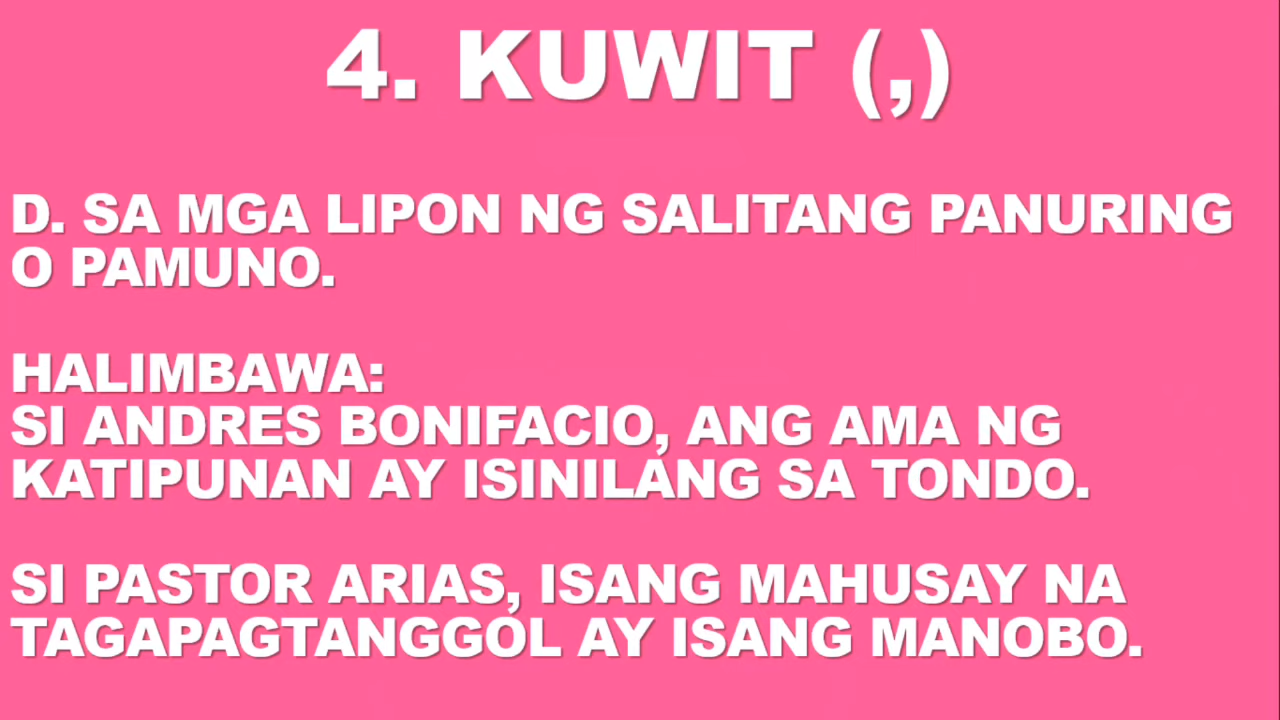 4. KUWIT (,)
D. SA MGA LIPON NG SALITANG PANURING
O PAMUNO.
HALIMBAWA:
SI ANDRES BONIFACIO, ANG AMA NG
KATIPUNAN AY ISINILANG SA TONDO.
SI PASTOR ARIAS, ISANG MAHUSAY NA
TAGAPAGTANGGOL AY ISANG MANOBO.